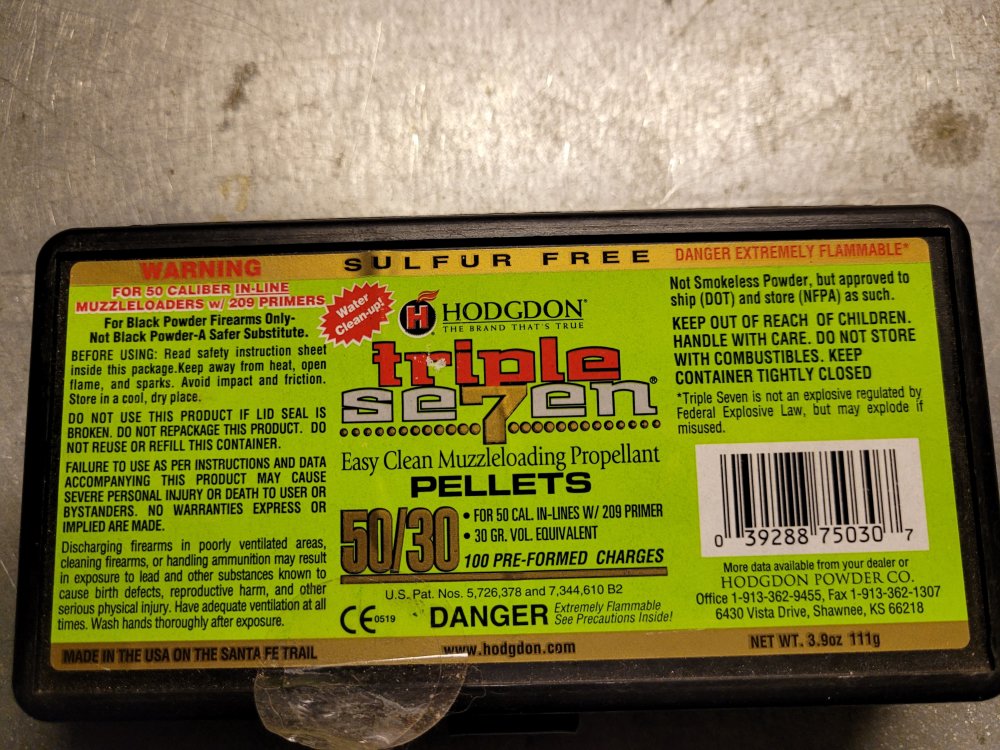 WARNING
SULFUR FREE
DANGER EXTREMELY FLAMMABLE*
FOR 50 CALIBER IN-LINE
MUZZLELOADERS w/ 209 PRIMERS
For Black Powder Firearms Only-
Not Black Powder-A Safer Substitute.
BEFORE USING: Read safety instruction sheet
inside this package.Keep away from heat, open
flame, and sparks. Avoid impact and friction.
Store in a cool, dry place.
DO NOT USE THIS PRODUCT IF LID SEAL IS
BROKEN. DO NOT REPACKAGE THIS PRODUCT. DO
NOT REUSE OR REFILL THIS CONTAINER.
FAILURE TO USE AS PER INSTRUCTIONS AND DATA
ACCOMPANYING THIS PRODUCT MAY CAUSE
SEVERE PERSONAL INJURY OR DEATH TO USER OR
BYSTANDERS. NO WARRANTIES EXPRESS OR
IMPLIED ARE MADE.
Discharging firearms in poorly ventilated areas,
cleaning firearms, or handling ammunition may result
in exposure to lead and other substances known to
cause birth defects, reproductive harm, and other
serious physical injury. Have adequate ventilation at all
times. Wash hands thoroughly after exposure.
MADE IN THE USA ON THE SANTA FE TRAIL
Water
Clean-up!
H HODGDON®
THE BRAND THAT'S TRUE
triple
se7en®
Easy Clean Muzzleloading Propellant
PELLETS
50/30
• FOR 50 CAL. IN-LINES W/ 209 PRIMER
• 30 GR. VOL. EQUIVALENT
100 PRE-FORMED CHARGES
U.S. Pat. Nos. 5,726,378 and 7,344,610 B2
CE0519
DANGER
Extremely Flammable
See Precautions Inside!
www.hodgdon.com
Not Smokeless Powder, but approved to
ship (DOT) and store (NFPA) as such.
KEEP OUT OF REACH OF CHILDREN.
HANDLE WITH CARE. DO NOT STORE
WITH COMBUSTIBLES. KEEP
CONTAINER TIGHTLY CLOSED
*Triple Seven is not an explosive regulated by
Federal Explosive Law, but may explode if
misused.
0 39288 75030 7
More data available from your dealer or
HODGDON POWDER CO.
Office 1-913-362-9455, Fax 1-913-362-1307
6430 Vista Drive, Shawnee, KS 66218
NET WT. 3.9oz 111g